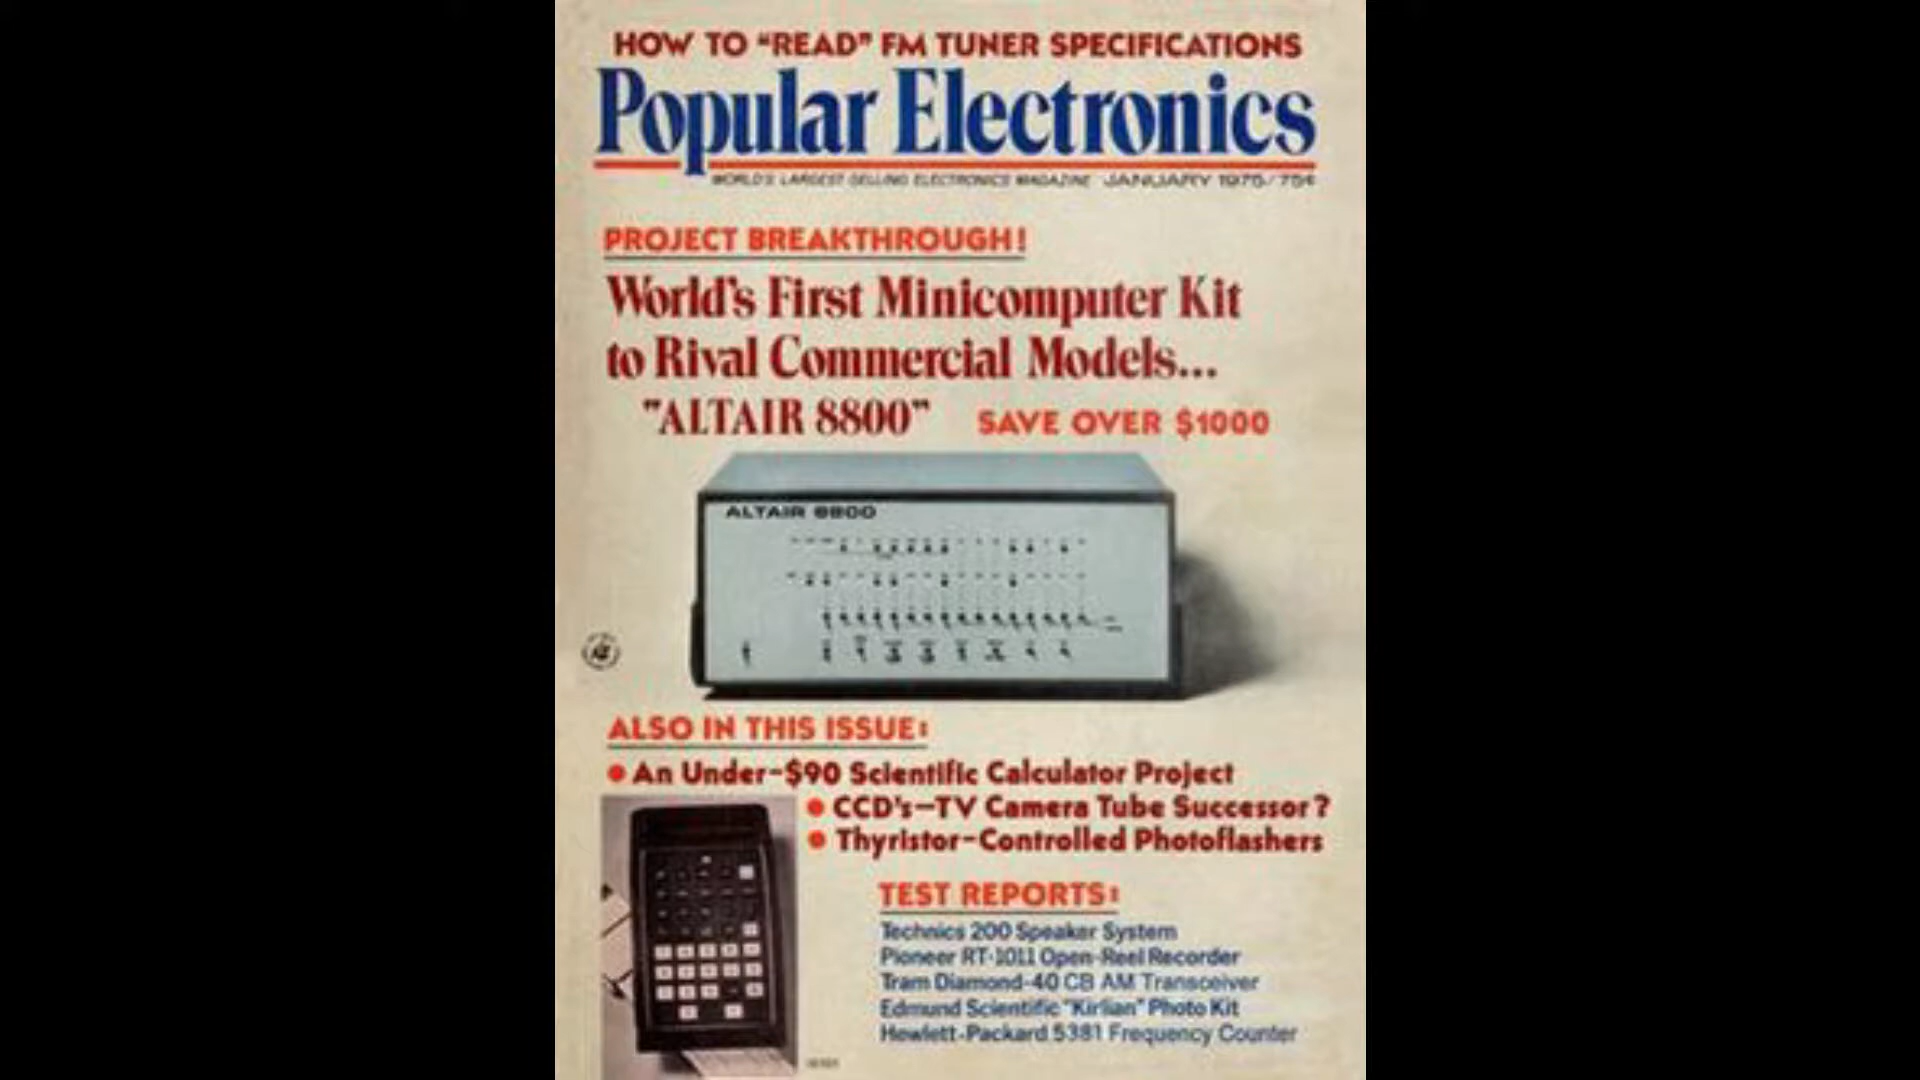 HOW TO “READ” FM TUNER SPECIFICATIONS
Popular Electronics
WORLD'S LARGEST SELLING ELECTRONICS MAGAZINE JANUARY 1975/75¢
PROJECT BREAKTHROUGH!
World's First Minicomputer Kit
to Rival Commercial Models...
"ALTAIR 8800" SAVE OVER $1000
ALTAIR 8800
ALSO IN THIS ISSUE:
● An Under-$90 Scientific Calculator Project
● CCD's—TV Camera Tube Successor?
● Thyristor-Controlled Photoflashers
TEST REPORTS:
Technics 200 Speaker System
Pioneer RT-1011 Open-Reel Recorder
Tram Diamond-40 CB AM Transceiver
Edmund Scientific "Kirlian" Photo Kit
Hewlett-Packard 5381 Frequency Counter